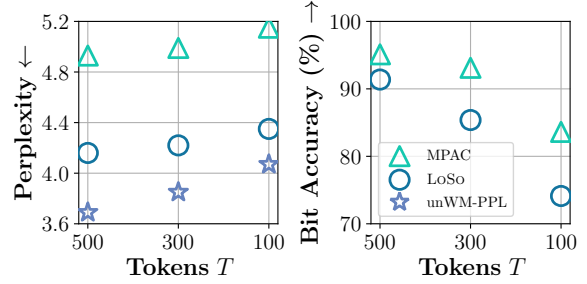 Perplexity ←
5.2
4.8
4.4
4.0
3.6
500 300 100
Tokens T
Bit Accuracy (%) →
100
90
80
70
MPAC
LoSo
unWM-PPL
500 300 100
Tokens T